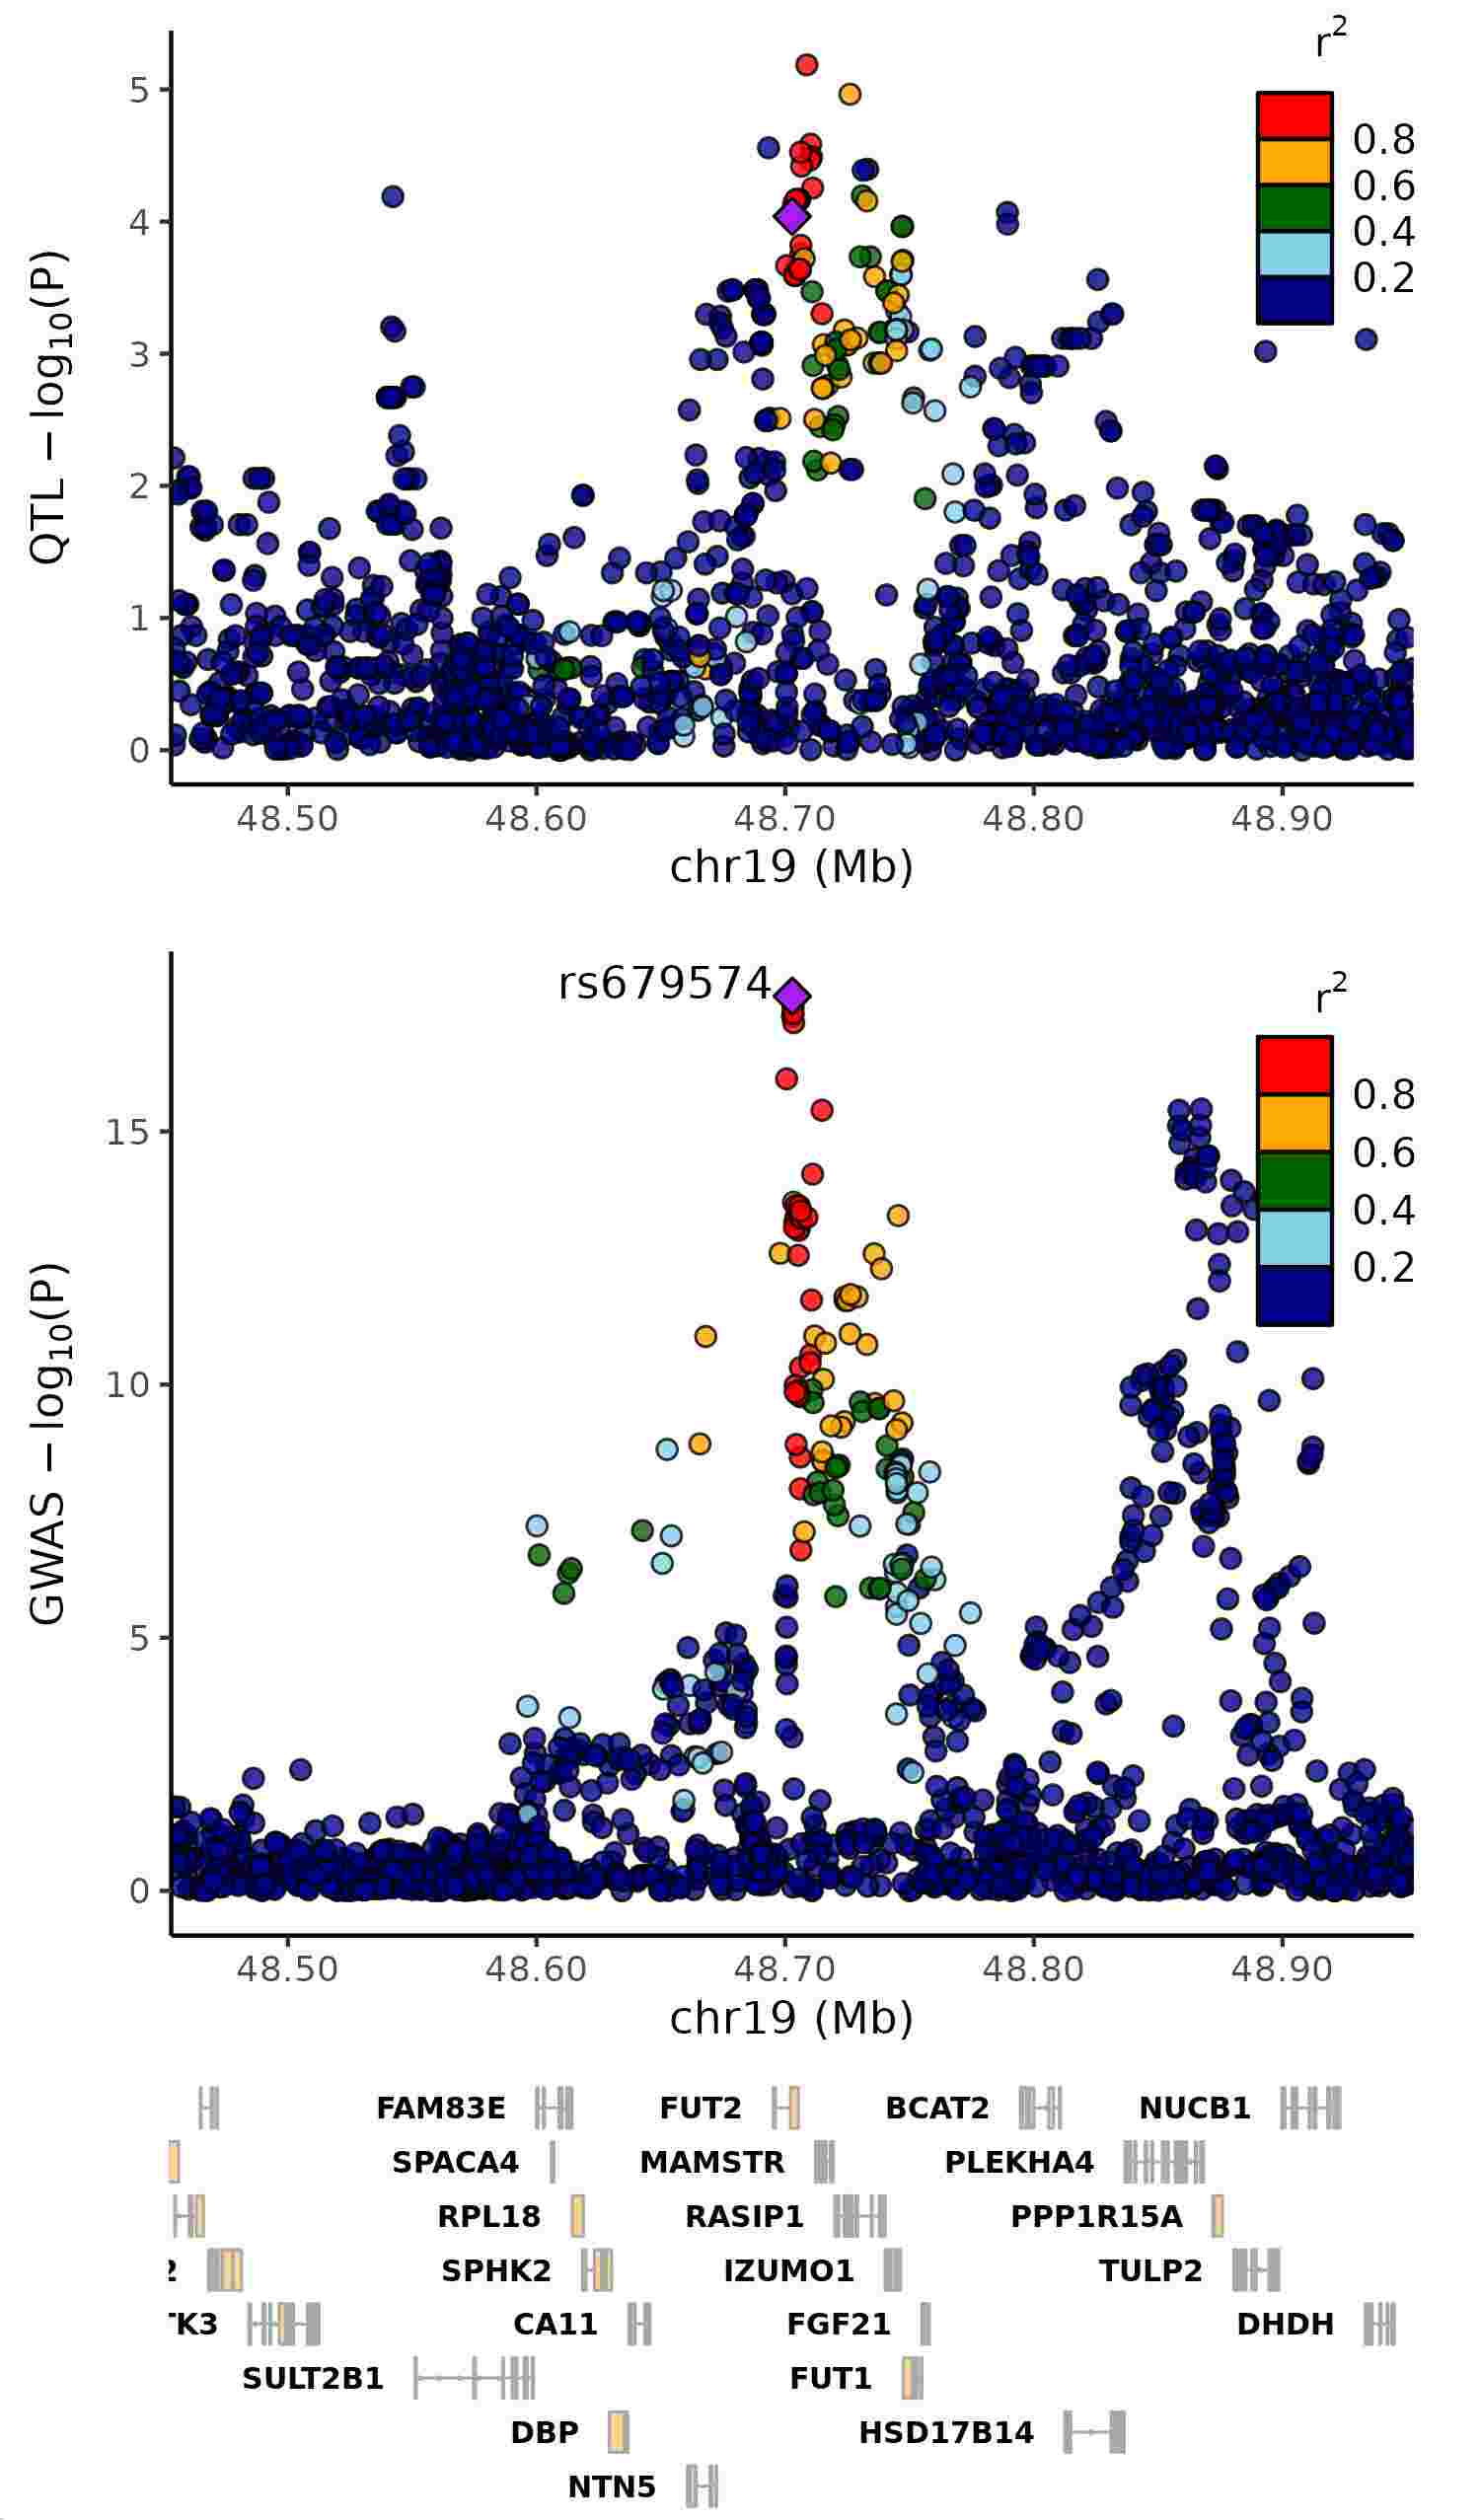 r2
5
4
3
2
1
0
QTL − log10(P)
0.8
0.6
0.4
0.2
48.50 48.60 48.70 48.80 48.90
chr19 (Mb)
rs679574
r2
15
10
5
0
GWAS − log10(P)
0.8
0.6
0.4
0.2
48.50 48.60 48.70 48.80 48.90
chr19 (Mb)
FAM83E FUT2 BCAT2 NUCB1
SPACA4 MAMSTR PLEKHA4
RPL18 RASIP1 PPP1R15A
2 SPHK2 IZUMO1 TULP2
TK3 CA11 FGF21 DHDH
SULT2B1 FUT1
DBP HSD17B14
NTN5